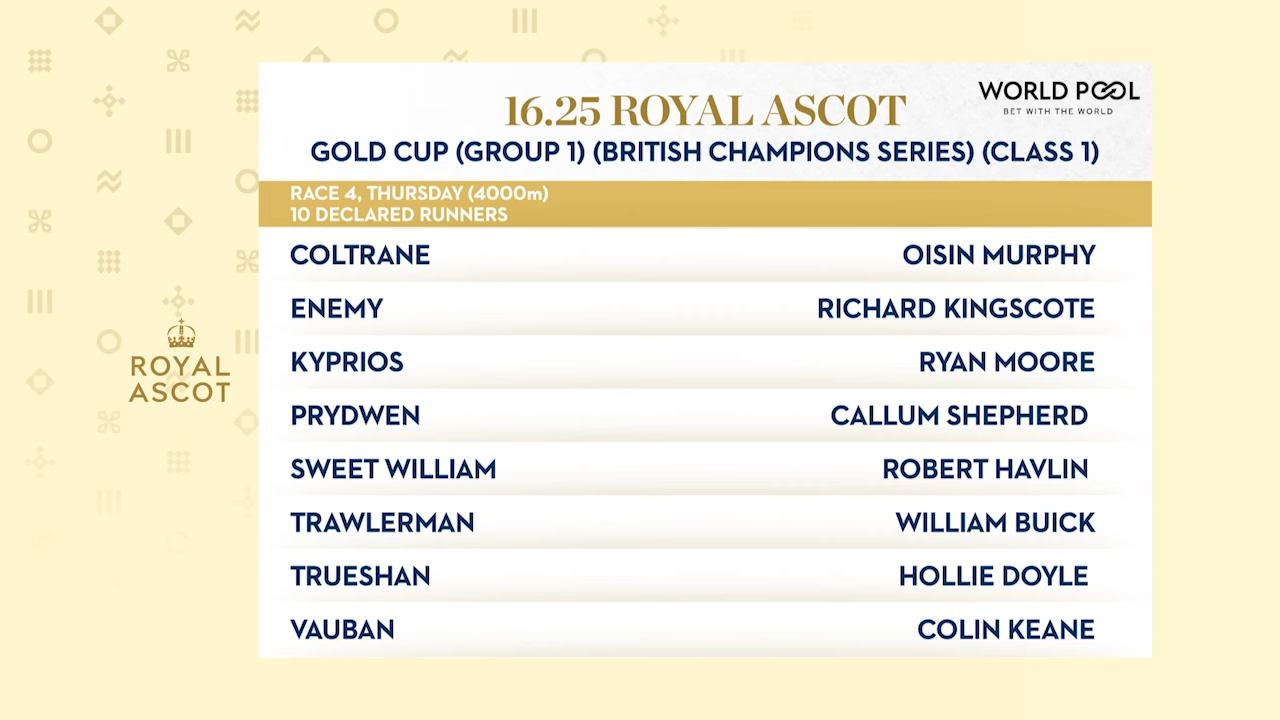 16.25 ROYAL ASCOT
WORLD POOL
BET WITH THE WORLD
GOLD CUP (GROUP 1) (BRITISH CHAMPIONS SERIES) (CLASS 1)
RACE 4, THURSDAY (4000m)
10 DECLARED RUNNERS
COLTRANE OISIN MURPHY
ENEMY RICHARD KINGSCOTE
KYPRIOS RYAN MOORE
PRYDWEN CALLUM SHEPHERD
SWEET WILLIAM ROBERT HAVLIN
TRAWLERMAN WILLIAM BUICK
TRUESHAN HOLLIE DOYLE
VAUBAN COLIN KEANE
ROYAL
ASCOT